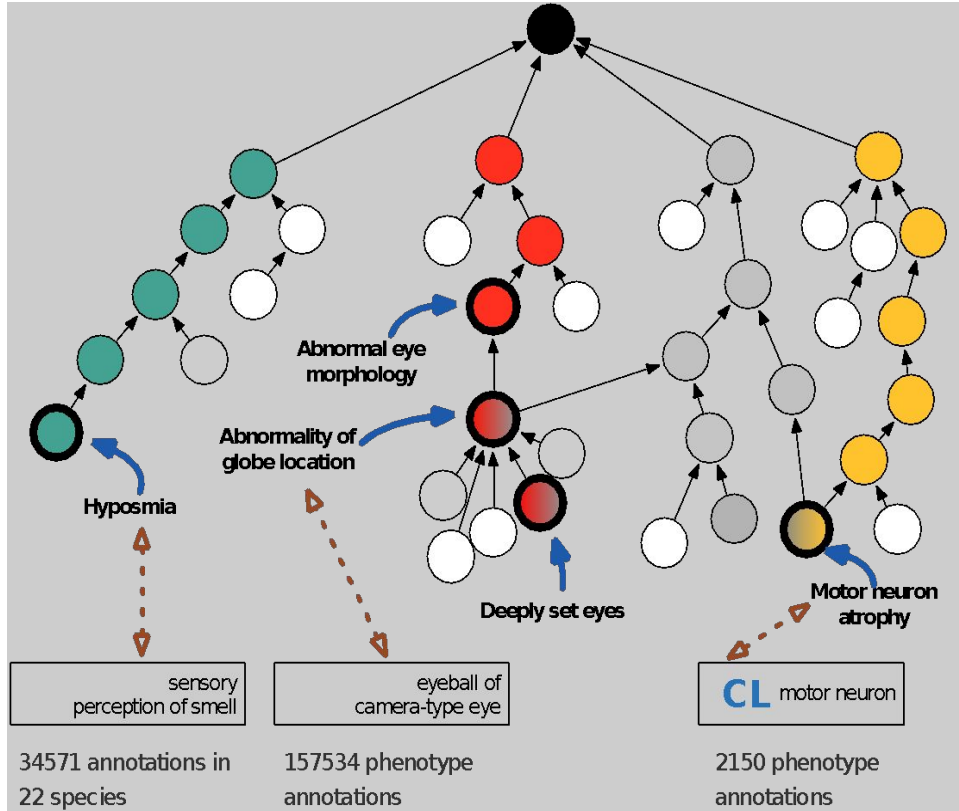 Abnormal eye
morphology
Abnormality of
globe location
Hyposmia
Deeply set eyes
Motor neuron
atrophy
sensory
perception of smell
eyeball of
camera-type eye
CL motor neuron
34571 annotations in
22 species
157534 phenotype
annotations
2150 phenotype
annotations